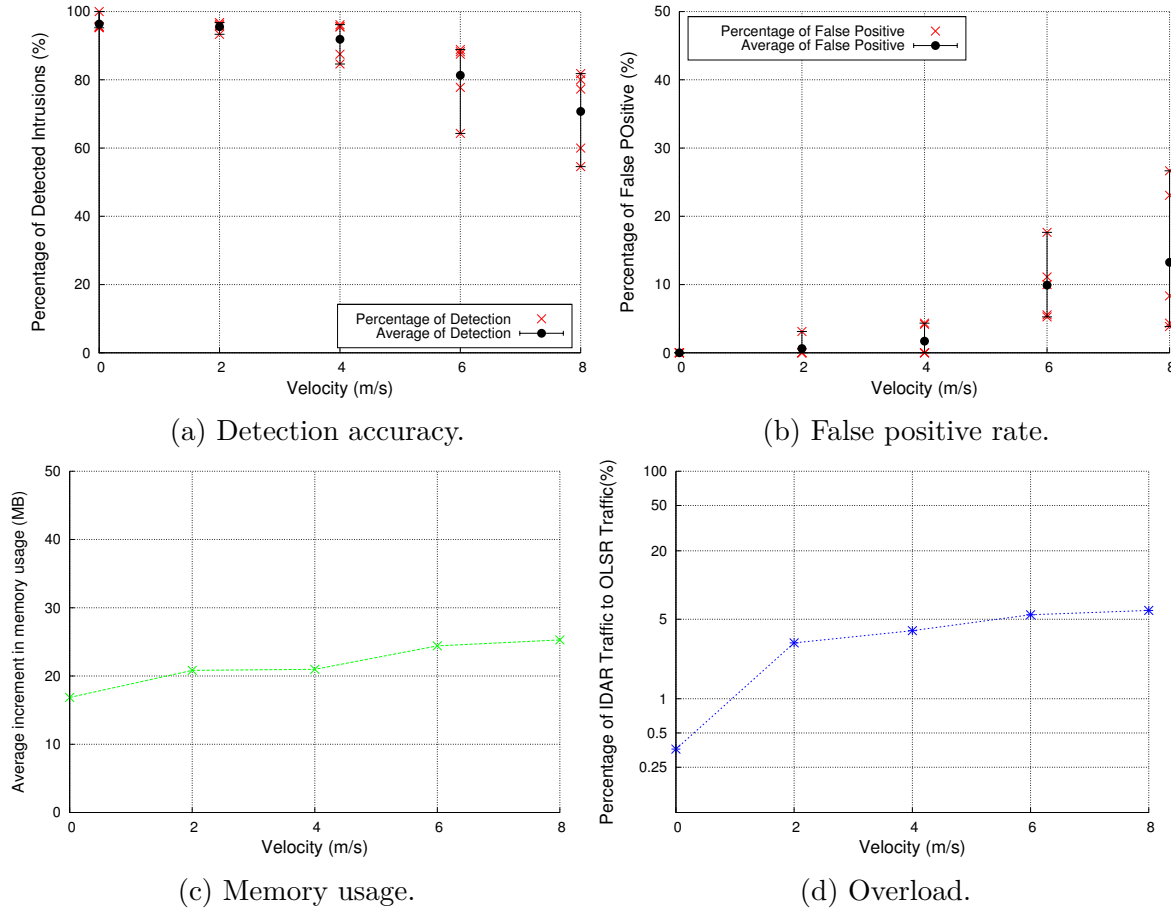 Percentage of Detected Intrusions (%)
100
80
60
40
20
0
Percentage of Detection
Average of Detection
0 2 4 6 8
Velocity (m/s)
(a) Detection accuracy.
Percentage of False POsitive (%)
50
40
30
20
10
0
Percentage of False Positive
Average of False Positive
0 2 4 6 8
Velocity (m/s)
(b) False positive rate.
Average increment in memory usage (MB)
50
40
30
20
10
0
0 2 4 6 8
Velocity (m/s)
(c) Memory usage.
Percentage of IDAR Traffic to OLSR Traffic(%)
100
50
20
5
1
0.5
0.25
0 2 4 6 8
Velocity (m/s)
(d) Overload.